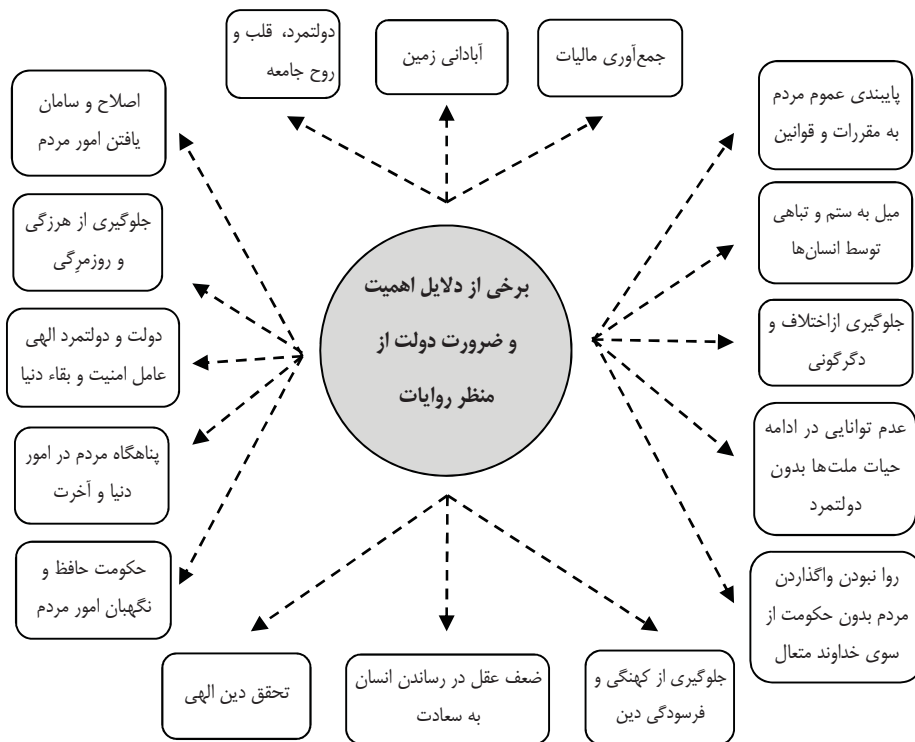 جمع‌آوری مالیات
آبادانی زمین
دولتمرد، قلب و
روح جامعه
پایبندی عموم مردم
به مقررات و قوانین
میل به ستم و تباهی
توسط انسان‌ها
جلوگیری ازاختلاف و
دگرگونی
عدم توانایی در ادامه
حیات ملت‌ها بدون
دولتمرد
روا نبودن واگذاردن
مردم بدون حکومت از
سوی خداوند متعال
برخی از دلایل اهمیت
و ضرورت دولت از
منظر روایات
اصلاح و سامان
یافتن امور مردم
جلوگیری از هرزگی
و روزمرِگی
دولت و دولتمرد الهی
عامل امنیت و بقاء دنیا
پناهگاه مردم در امور
دنیا و آخرت
حکومت حافظ و
نگهبان امور مردم
جلوگیری از کهنگی و
فرسودگی دین
ضعف عقل در رساندن انسان
به سعادت
تحقق دین الهی